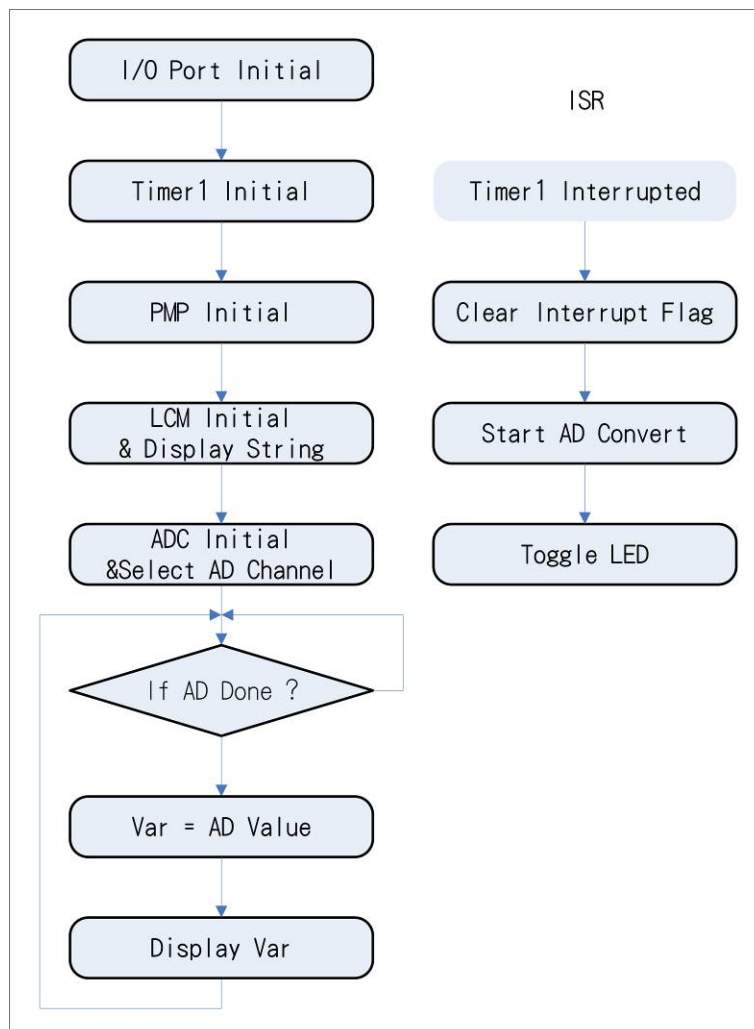 I/O Port Initial
Timer1 Initial
PMP Initial
LCM Initial
& Display String
ADC Initial
&Select AD Channel
If AD Done ?
Var = AD Value
Display Var
ISR
Timer1 Interrupted
Clear Interrupt Flag
Start AD Convert
Toggle LED